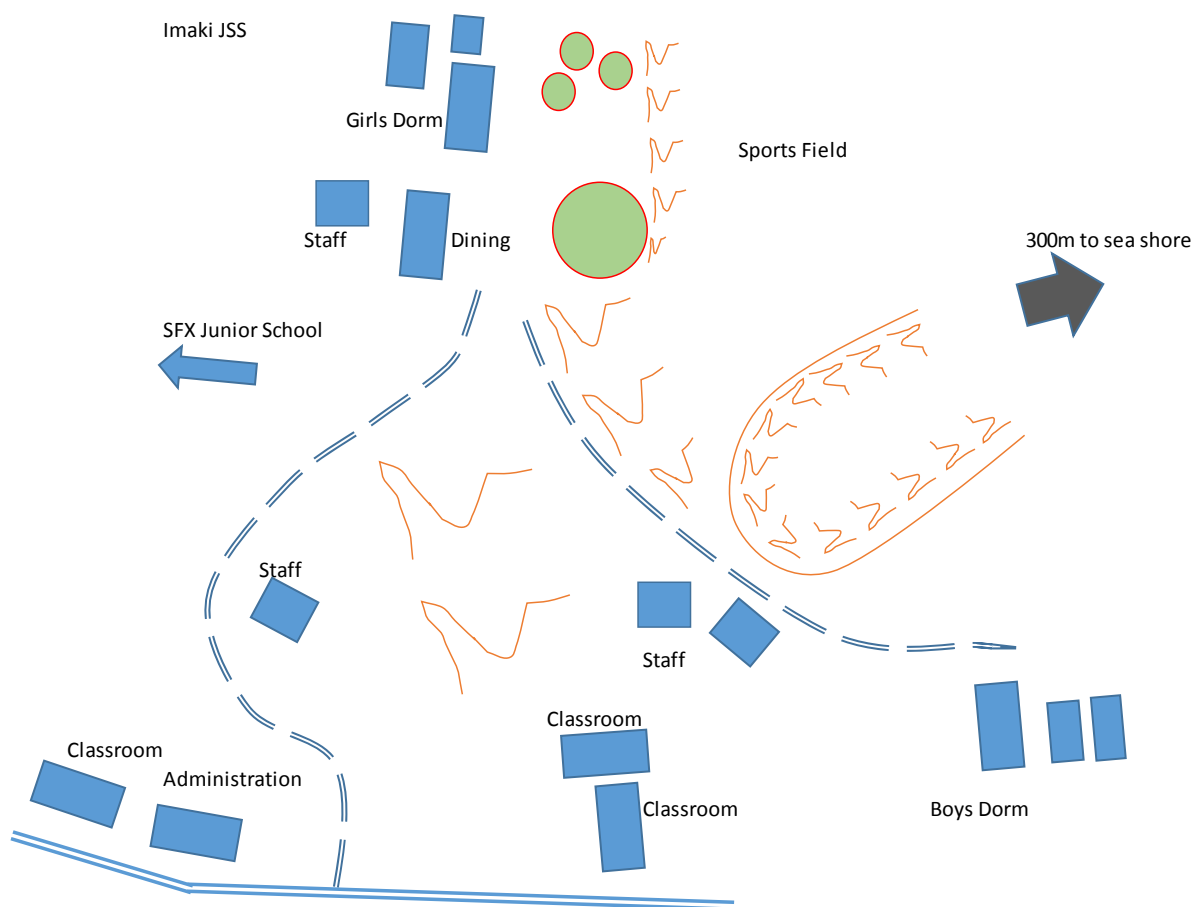 Imaki JSS
Girls Dorm
Sports Field
Staff
Dining
300m to sea shore
SFX Junior School
Staff
Staff
Classroom
Classroom
Administration
Classroom
Boys Dorm